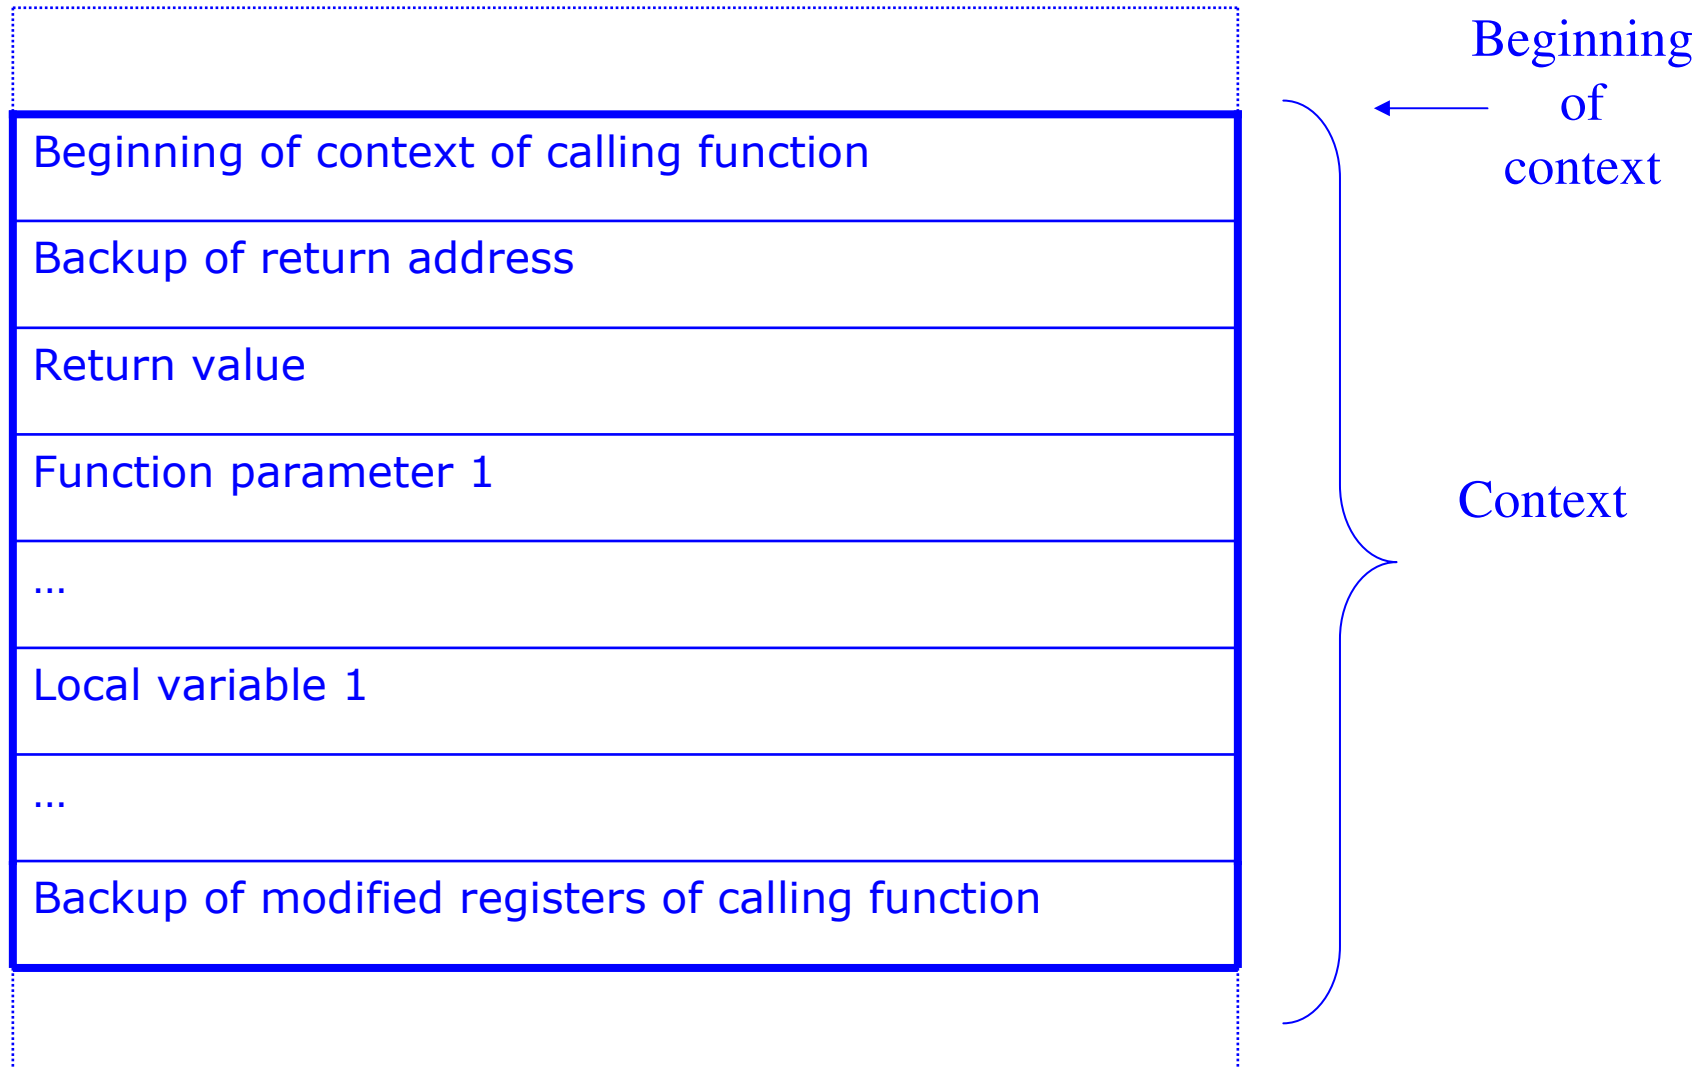 Beginning
of
context
Beginning of context of calling function
Backup of return address
Return value
Function parameter 1
…
Local variable 1
…
Backup of modified registers of calling function
Context